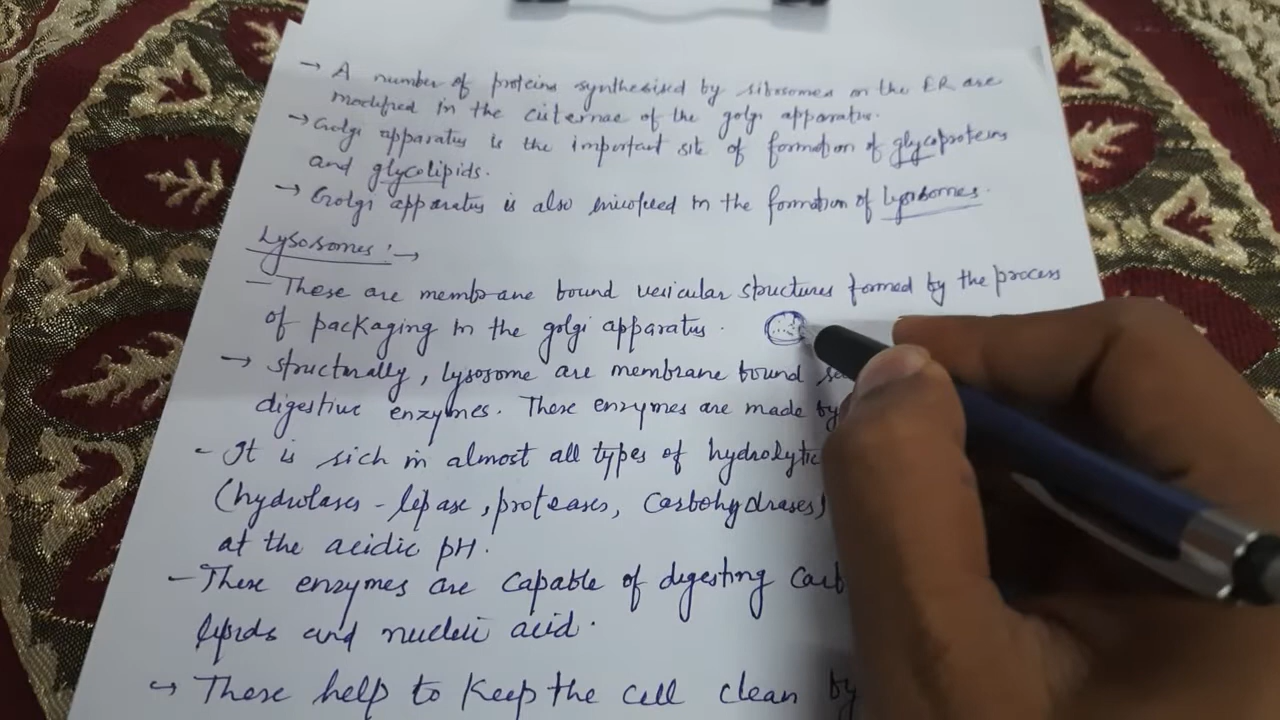 → A number of proteins synthesised by ribosomes on the ER are
modified in the cisternae of the golgi apparatus.
→ Golgi apparatus is the important site of formation of glycoproteins
and glycolipids.
→ Golgi apparatus is also involved in the formation of lysosomes.
Lysosomes :→
- These are membrane bound vesicular structures formed by the process
of packaging in the golgi apparatus.
→ structurally, lysosome are membrane bound
digestive enzymes. These enzymes are made by
- It is rich in almost all types of hydrolytic
(hydrolases - lipase, proteases, carbohydrases)
at the acidic pH.
- These enzymes are capable of digesting carb
lipids and nucleic acid.
→ These help to keep the cell clean by